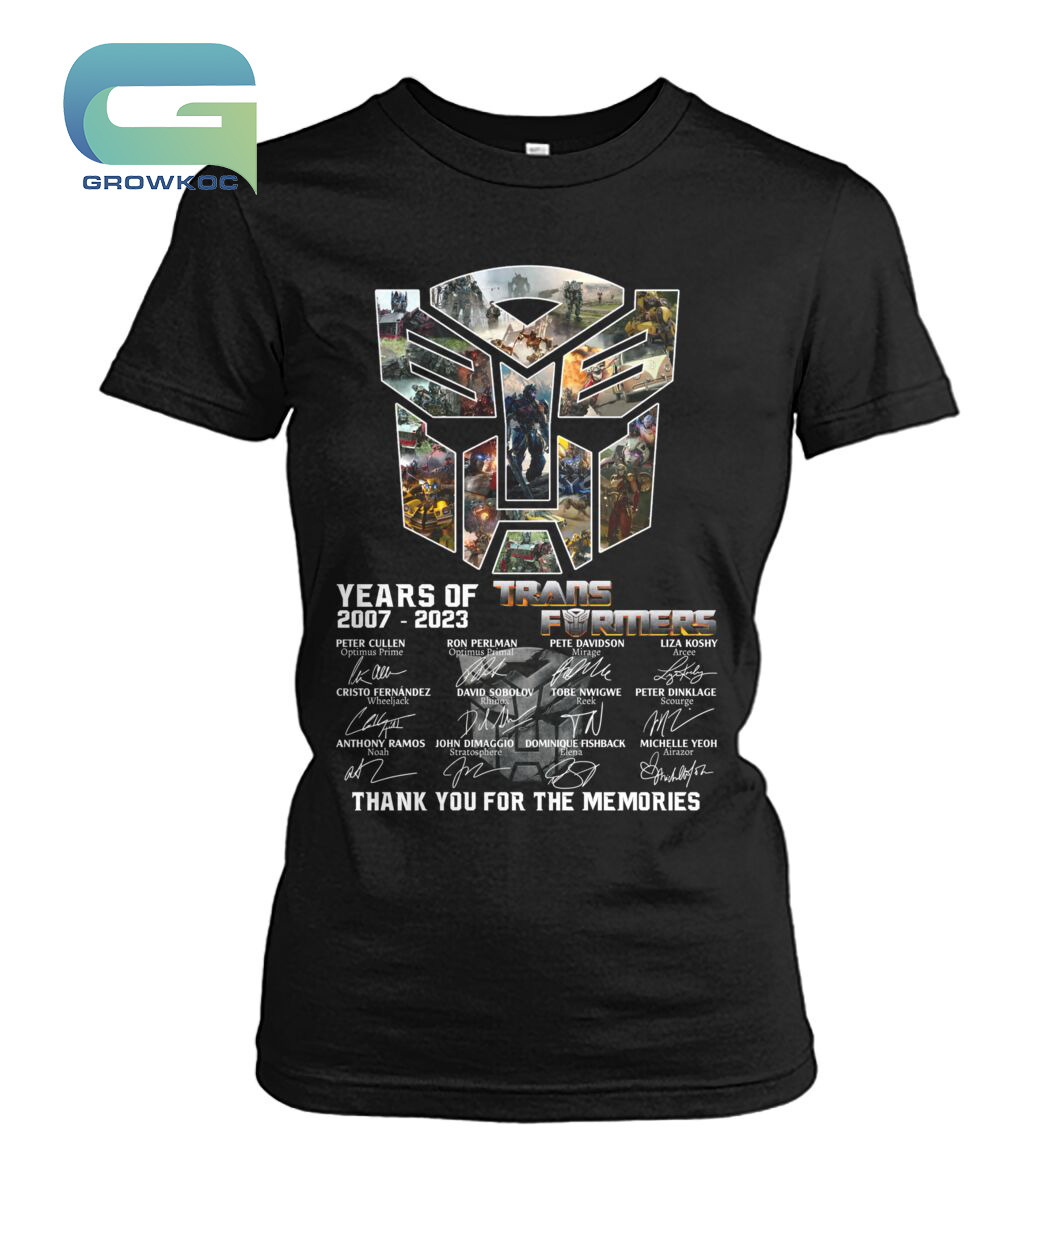 GROWKOC
YEARS OF TRANS
2007 - 2023 FORMERS
PETER CULLEN RON PERLMAN PETE DAVIDSON LIZA KOSHY
Optimus Prime Optimus Primal Mirage Arcee
CRISTO FERNÁNDEZ DAVID SOBOLOV TOBE NWIGWE PETER DINKLAGE
Wheeljack Rhinox Reek Scourge
TN
ANTHONY RAMOS JOHN DIMAGGIO DOMINIQUE FISHBACK MICHELLE YEOH
Noah Stratosphere Elena Airazor
THANK YOU FOR THE MEMORIES